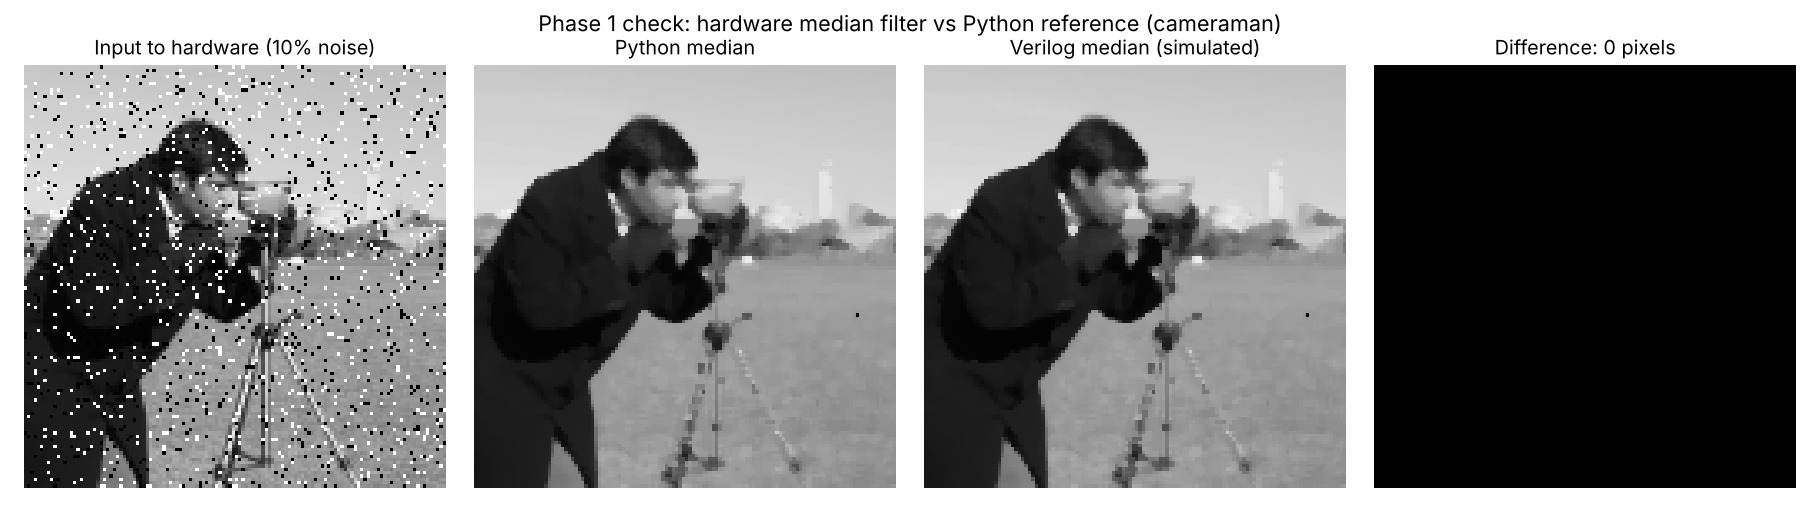 Phase 1 check: hardware median filter vs Python reference (cameraman)
Input to hardware (10% noise)
Python median
Verilog median (simulated)
Difference: 0 pixels